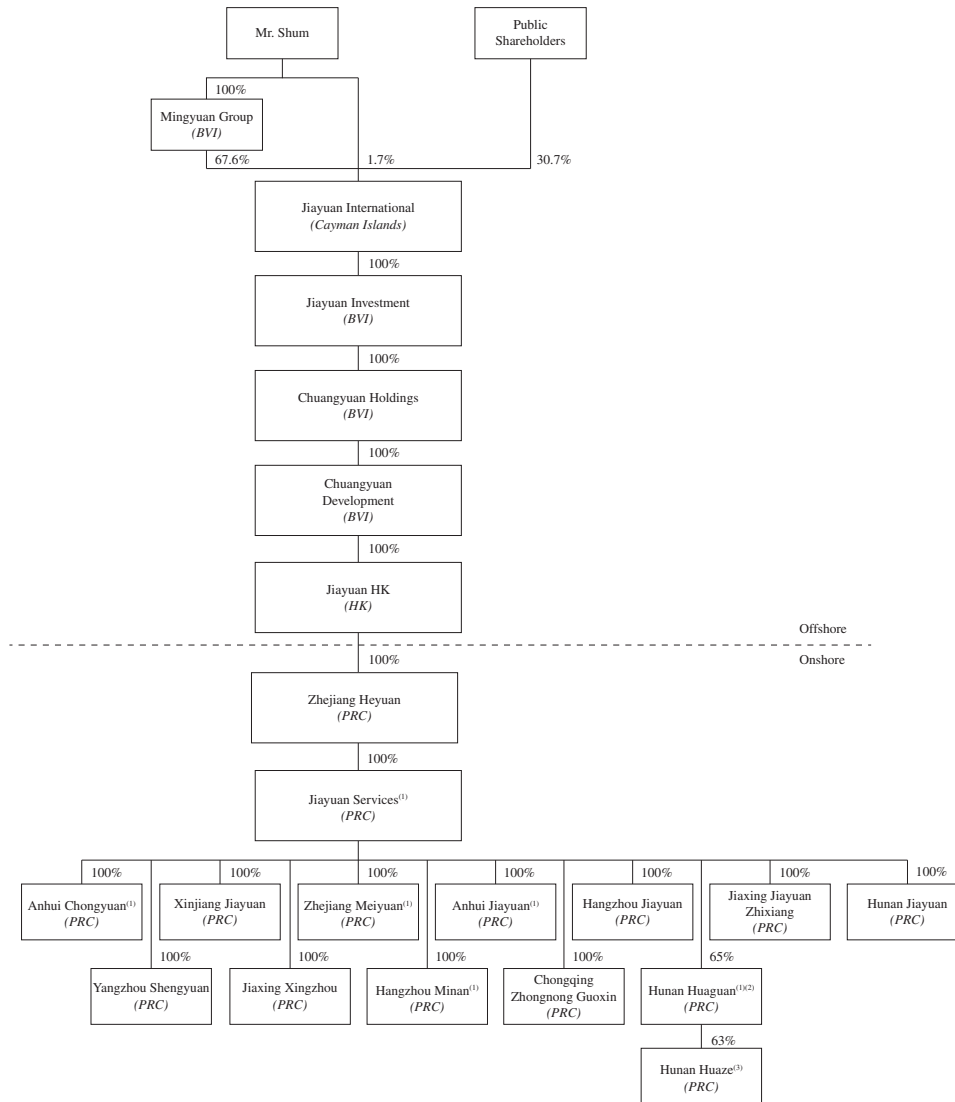 Mr. Shum
Public
Shareholders
100%
Mingyuan Group
(BVI)
67.6%
1.7%
30.7%
Jiayuan International
(Cayman Islands)
100%
Jiayuan Investment
(BVI)
100%
Chuangyuan Holdings
(BVI)
100%
Chuangyuan
Development
(BVI)
100%
Jiayuan HK
(HK)
Offshore
Onshore
100%
Zhejiang Heyuan
(PRC)
100%
Jiayuan Services(1)
(PRC)
100%
100%
100%
100%
100%
100%
100%
Anhui Chongyuan(1)
(PRC)
Xinjiang Jiayuan
(PRC)
Zhejiang Meiyuan(1)
(PRC)
Anhui Jiayuan(1)
(PRC)
Hangzhou Jiayuan
(PRC)
Jiaxing Jiayuan
Zhixiang
(PRC)
Hunan Jiayuan
(PRC)
100%
100%
100%
100%
65%
Yangzhou Shengyuan
(PRC)
Jiaxing Xingzhou
(PRC)
Hangzhou Minan(1)
(PRC)
Chongqing
Zhongnong Guoxin
(PRC)
Hunan Huaguan(1)(2)
(PRC)
63%
Hunan Huaze(3)
(PRC)